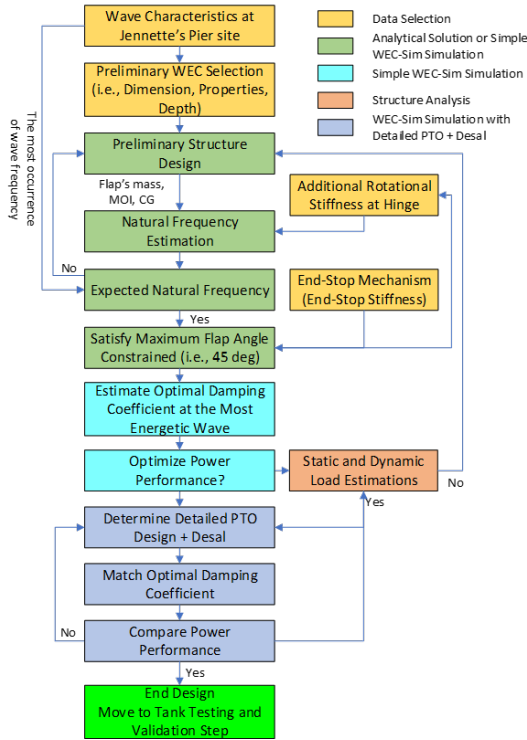 Wave Characteristics at
Jennette's Pier site
Preliminary WEC Selection
(i.e., Dimension, Properties,
Depth)
The most occurrence
of wave frequency
Preliminary Structure
Design
Flap's mass,
MOI, CG
Natural Frequency
Estimation
No
Expected Natural Frequency
Yes
Satisfy Maximum Flap Angle
Constrained (i.e., 45 deg)
Estimate Optimal Damping
Coefficient at the Most
Energetic Wave
Optimize Power
Performance?
Determine Detailed PTO
Design + Desal
Match Optimal Damping
Coefficient
No
Compare Power
Performance
Yes
End Design
Move to Tank Testing and
Validation Step
Data Selection
Analytical Solution or Simple
WEC-Sim Simulation
Simple WEC-Sim Simulation
Structure Analysis
WEC-Sim Simulation with
Detailed PTO + Desal
Additional Rotational
Stiffness at Hinge
End-Stop Mechanism
(End-Stop Stiffness)
Static and Dynamic
Load Estimations
No
Yes